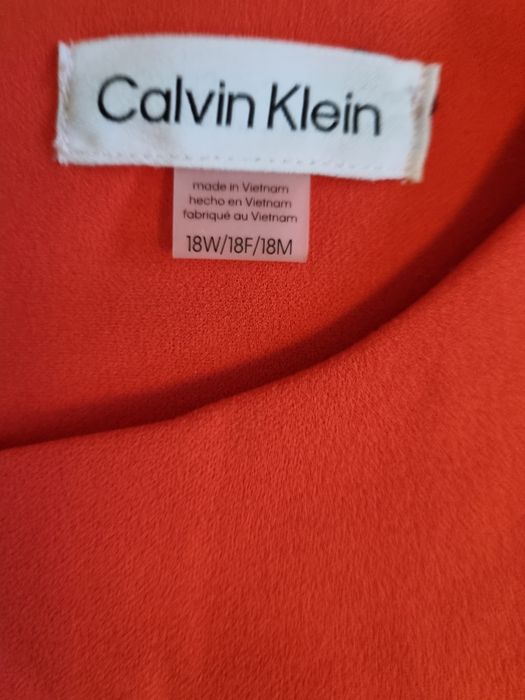 Calvin Klein
made in Vietnam
hecho en Vietnam
fabriqué au Vietnam
18W/18F/18M